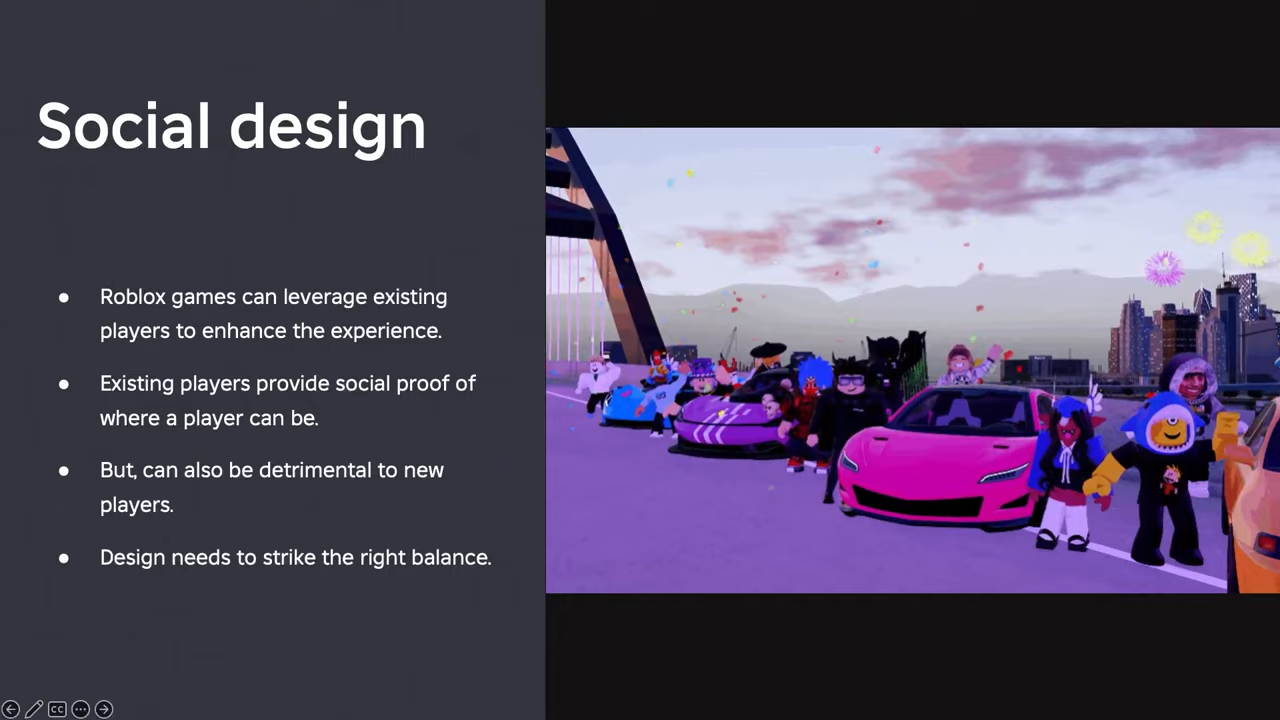 Social design
● Roblox games can leverage existing
players to enhance the experience.
● Existing players provide social proof of
where a player can be.
● But, can also be detrimental to new
players.
● Design needs to strike the right balance.
CC